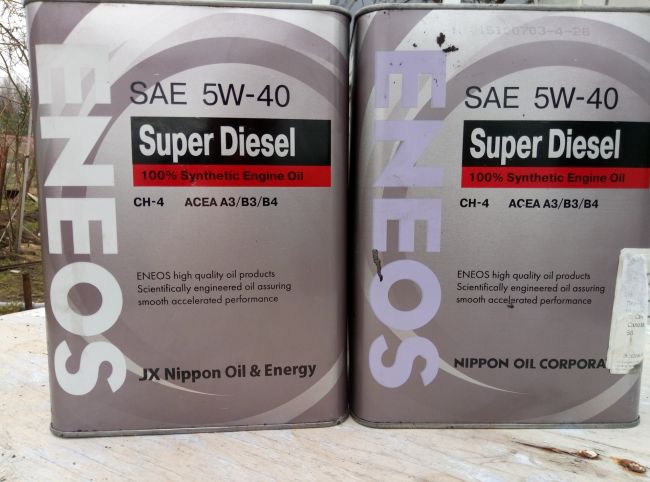 ENEOS
SAE 5W-40
Super Diesel
100% Synthetic Engine Oil
CH-4 ACEA A3/B3/B4
ENEOS high quality oil products
Scientifically engineered oil assuring
smooth accelerated performance
JX Nippon Oil & Energy
ENEOS
SAE 5W-40
Super Diesel
100% Synthetic Engine Oil
CH-4 ACEA A3/B3/B4
ENEOS high quality oil products
Scientifically engineered oil assuring
smooth accelerated performance
NIPPON OIL CORPORA